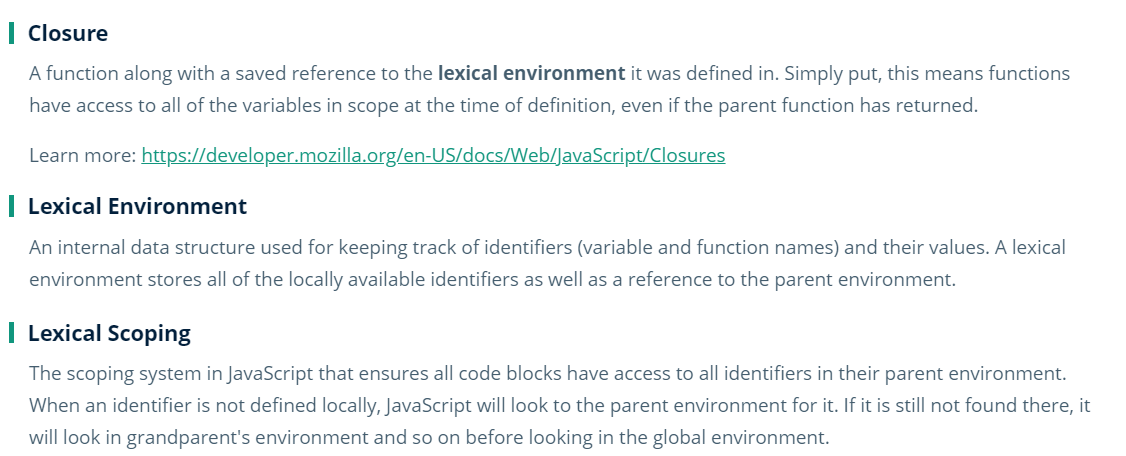 Closure
A function along with a saved reference to the lexical environment it was defined in. Simply put, this means functions
have access to all of the variables in scope at the time of definition, even if the parent function has returned.
Learn more: https://developer.mozilla.org/en-US/docs/Web/JavaScript/Closures
Lexical Environment
An internal data structure used for keeping track of identifiers (variable and function names) and their values. A lexical
environment stores all of the locally available identifiers as well as a reference to the parent environment.
Lexical Scoping
The scoping system in JavaScript that ensures all code blocks have access to all identifiers in their parent environment.
When an identifier is not defined locally, JavaScript will look to the parent environment for it. If it is still not found there, it
will look in grandparent's environment and so on before looking in the global environment.